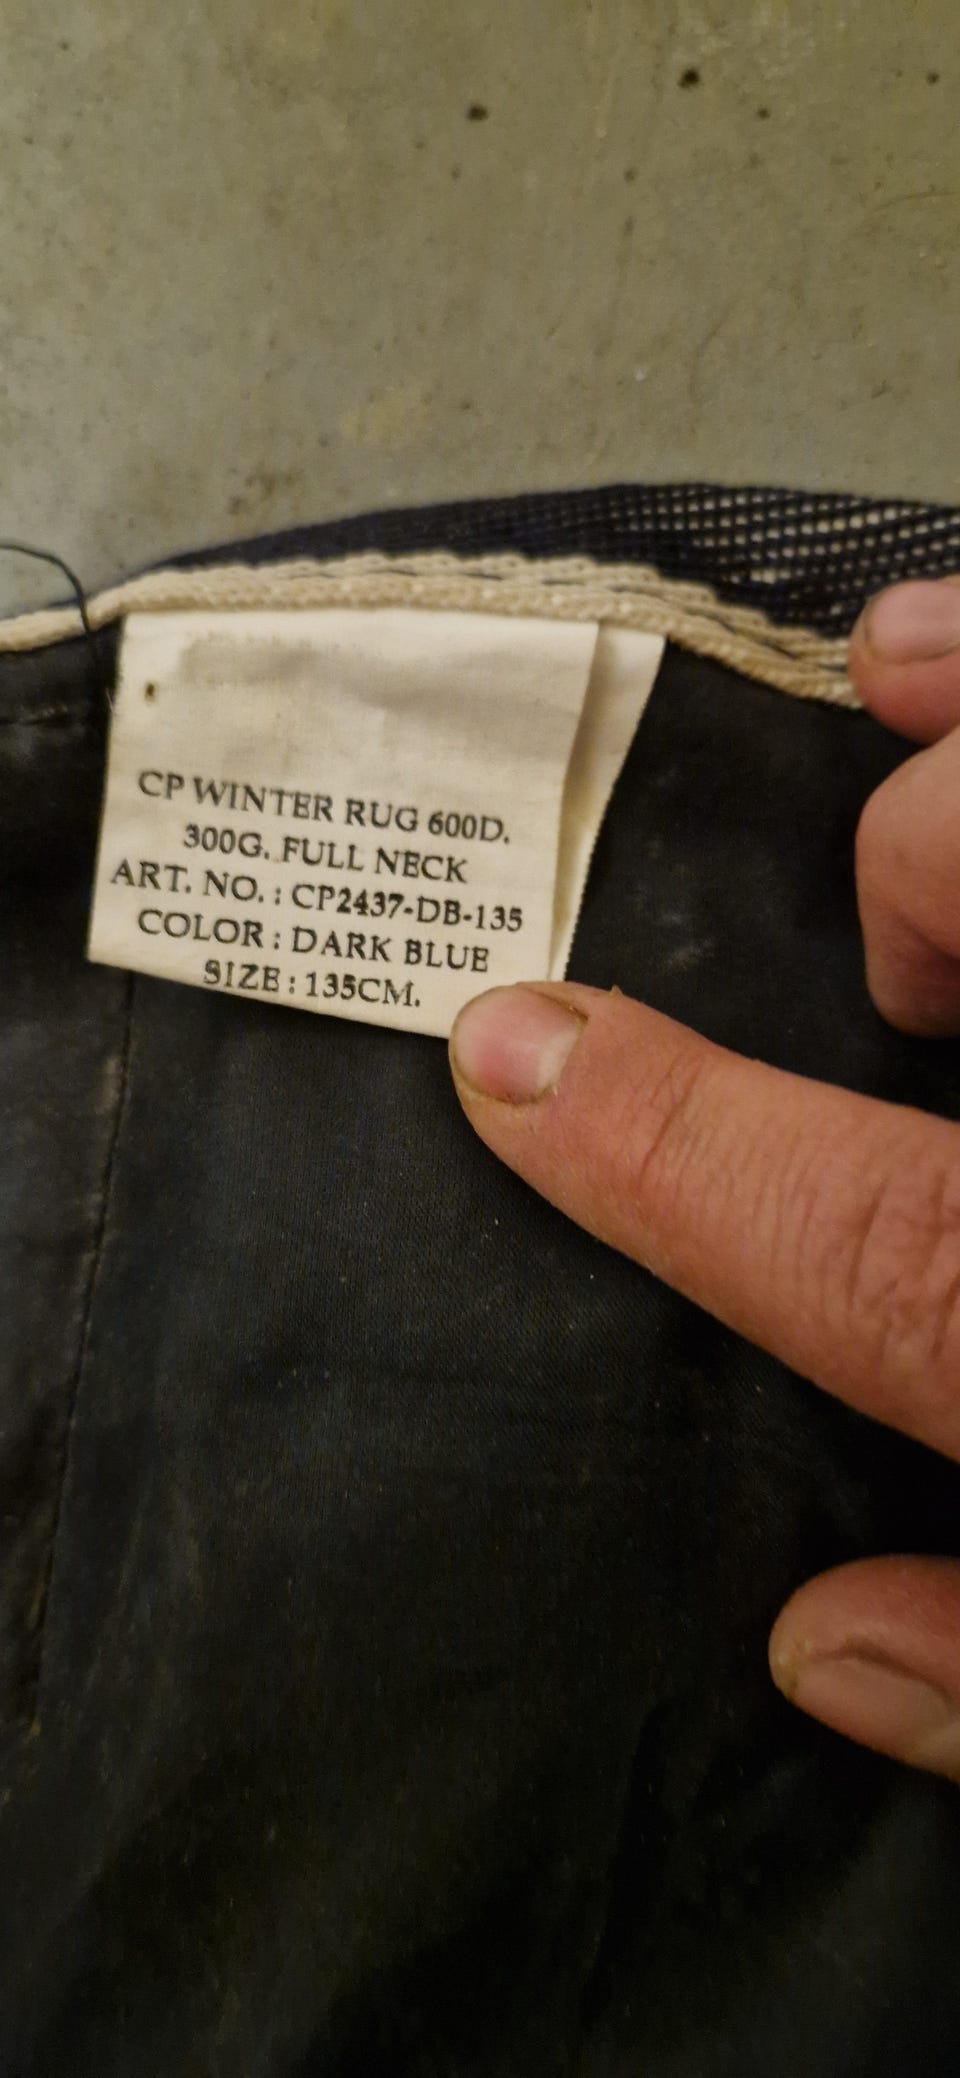 CP WINTER RUG 600D.
300G. FULL NECK
ART. NO. : CP2437-DB-135
COLOR : DARK BLUE
SIZE : 135CM.